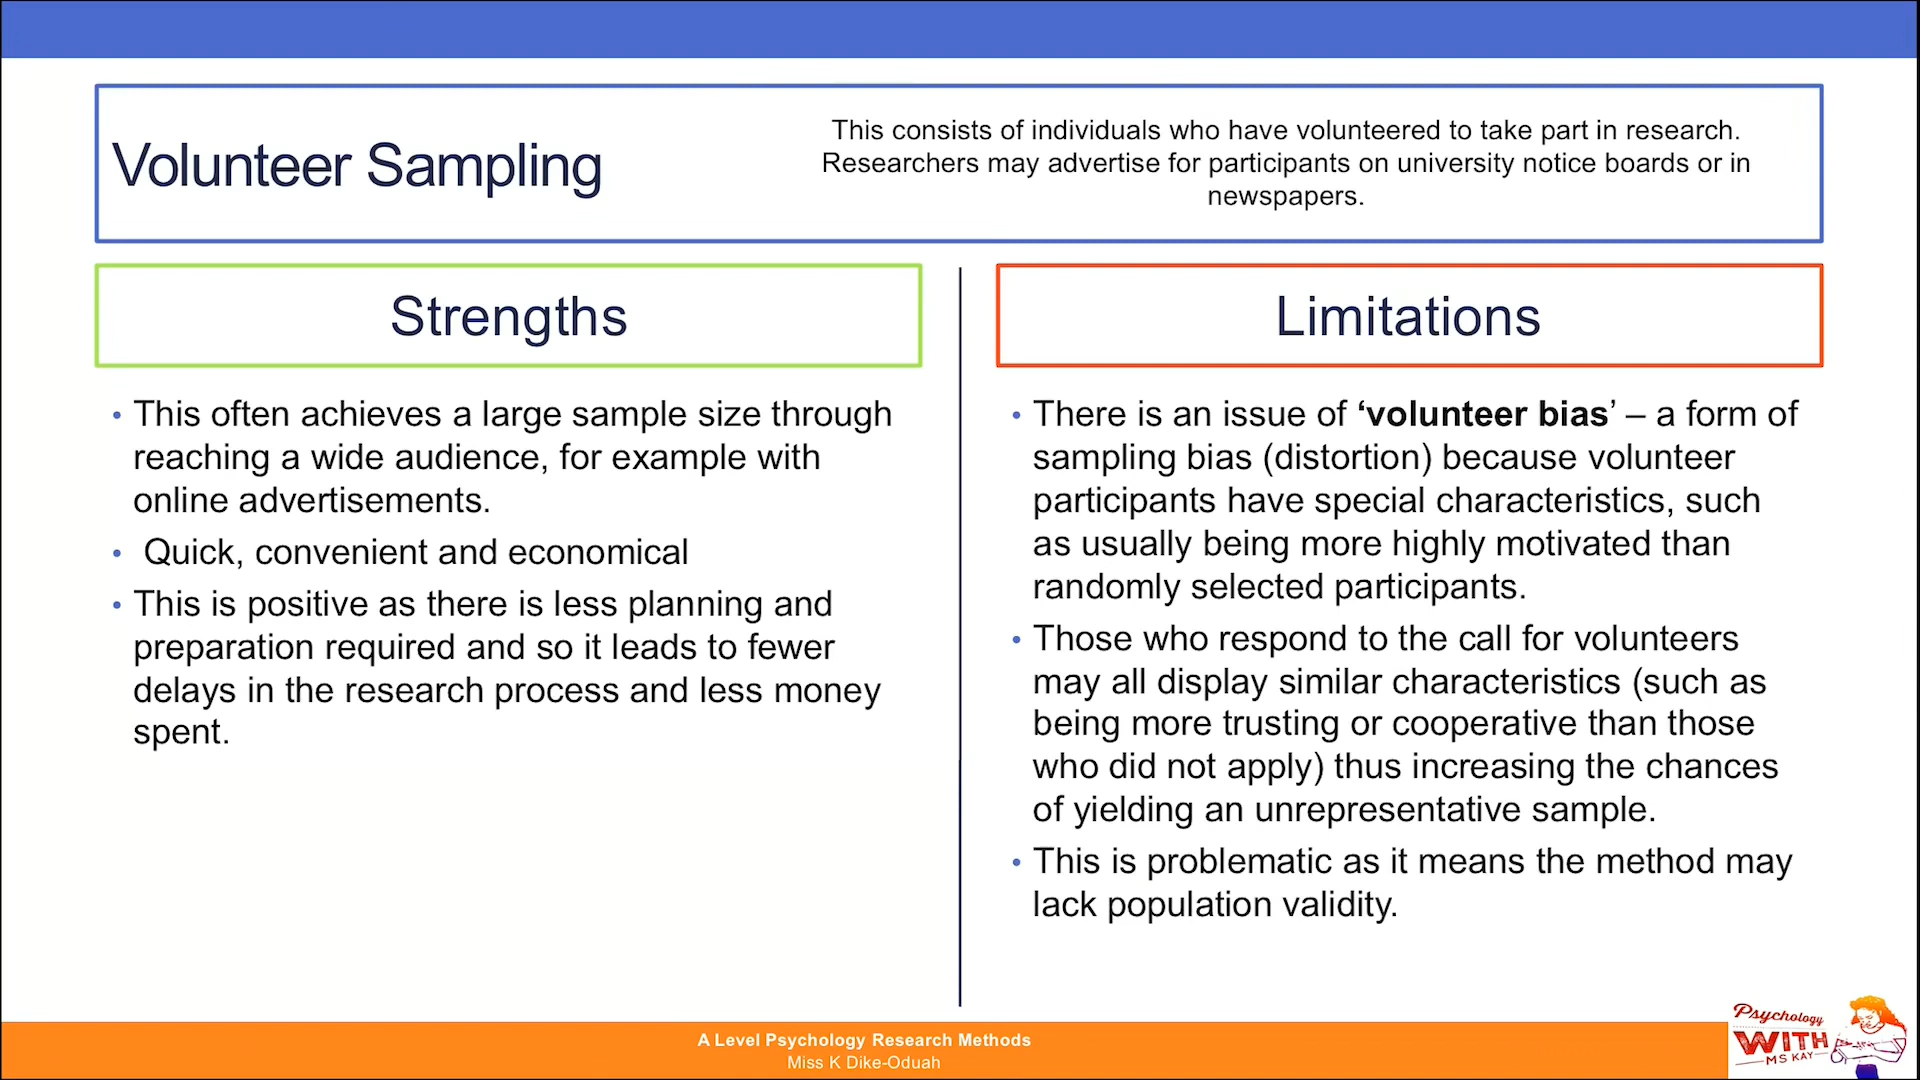 Volunteer Sampling
This consists of individuals who have volunteered to take part in research.
Researchers may advertise for participants on university notice boards or in
newspapers.
Strengths
• This often achieves a large sample size through
reaching a wide audience, for example with
online advertisements.
• Quick, convenient and economical
• This is positive as there is less planning and
preparation required and so it leads to fewer
delays in the research process and less money
spent.
Limitations
• There is an issue of ‘volunteer bias’ – a form of
sampling bias (distortion) because volunteer
participants have special characteristics, such
as usually being more highly motivated than
randomly selected participants.
• Those who respond to the call for volunteers
may all display similar characteristics (such as
being more trusting or cooperative than those
who did not apply) thus increasing the chances
of yielding an unrepresentative sample.
• This is problematic as it means the method may
lack population validity.
A Level Psychology Research Methods
Miss K Dike-Oduah
Psychology
WITH
MS KAY